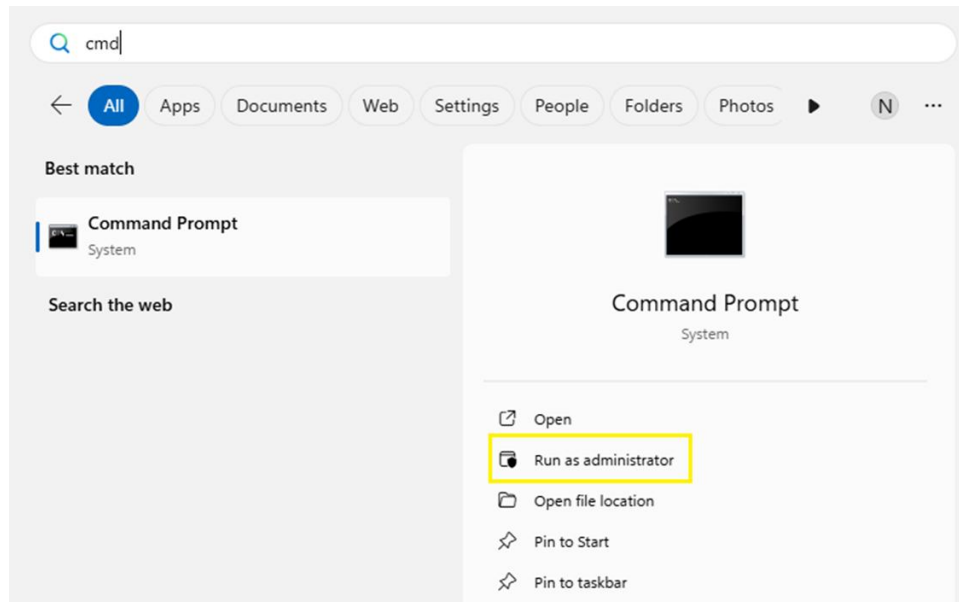 cmd
All Apps Documents Web Settings People Folders Photos N ...
Best match
Command Prompt
System
Search the web
Command Prompt
System
Open
Run as administrator
Open file location
Pin to Start
Pin to taskbar